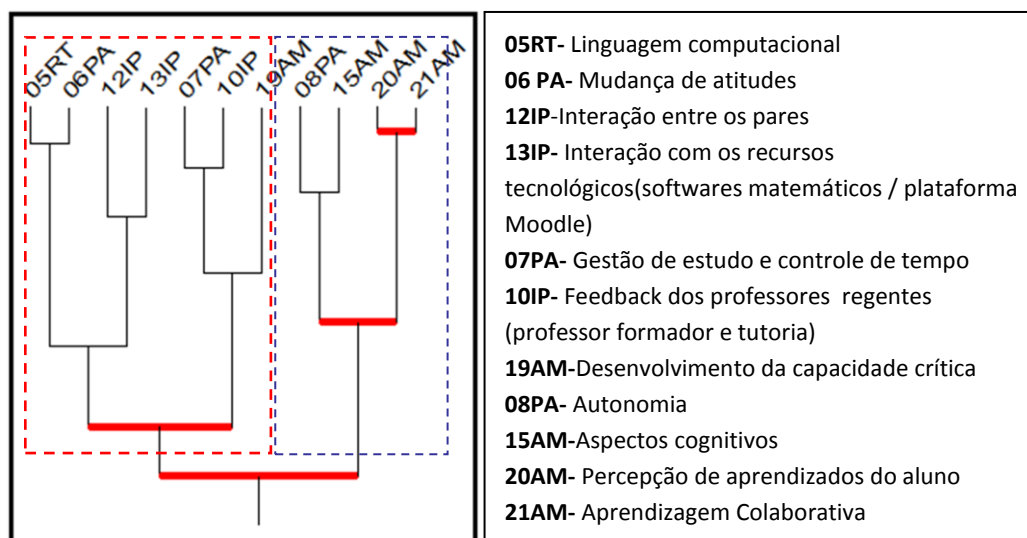 05RT
06PA
12IP
13IP
07PA
10IP
19AM
08PA
15AM
20AM
21AM
05RT- Linguagem computacional
06 PA- Mudança de atitudes
12IP-Interação entre os pares
13IP- Interação com os recursos
tecnológicos(softwares matemáticos / plataforma
Moodle)
07PA- Gestão de estudo e controle de tempo
10IP- Feedback dos professores regentes
(professor formador e tutoria)
19AM-Desenvolvimento da capacidade crítica
08PA- Autonomia
15AM-Aspectos cognitivos
20AM- Percepção de aprendizados do aluno
21AM- Aprendizagem Colaborativa